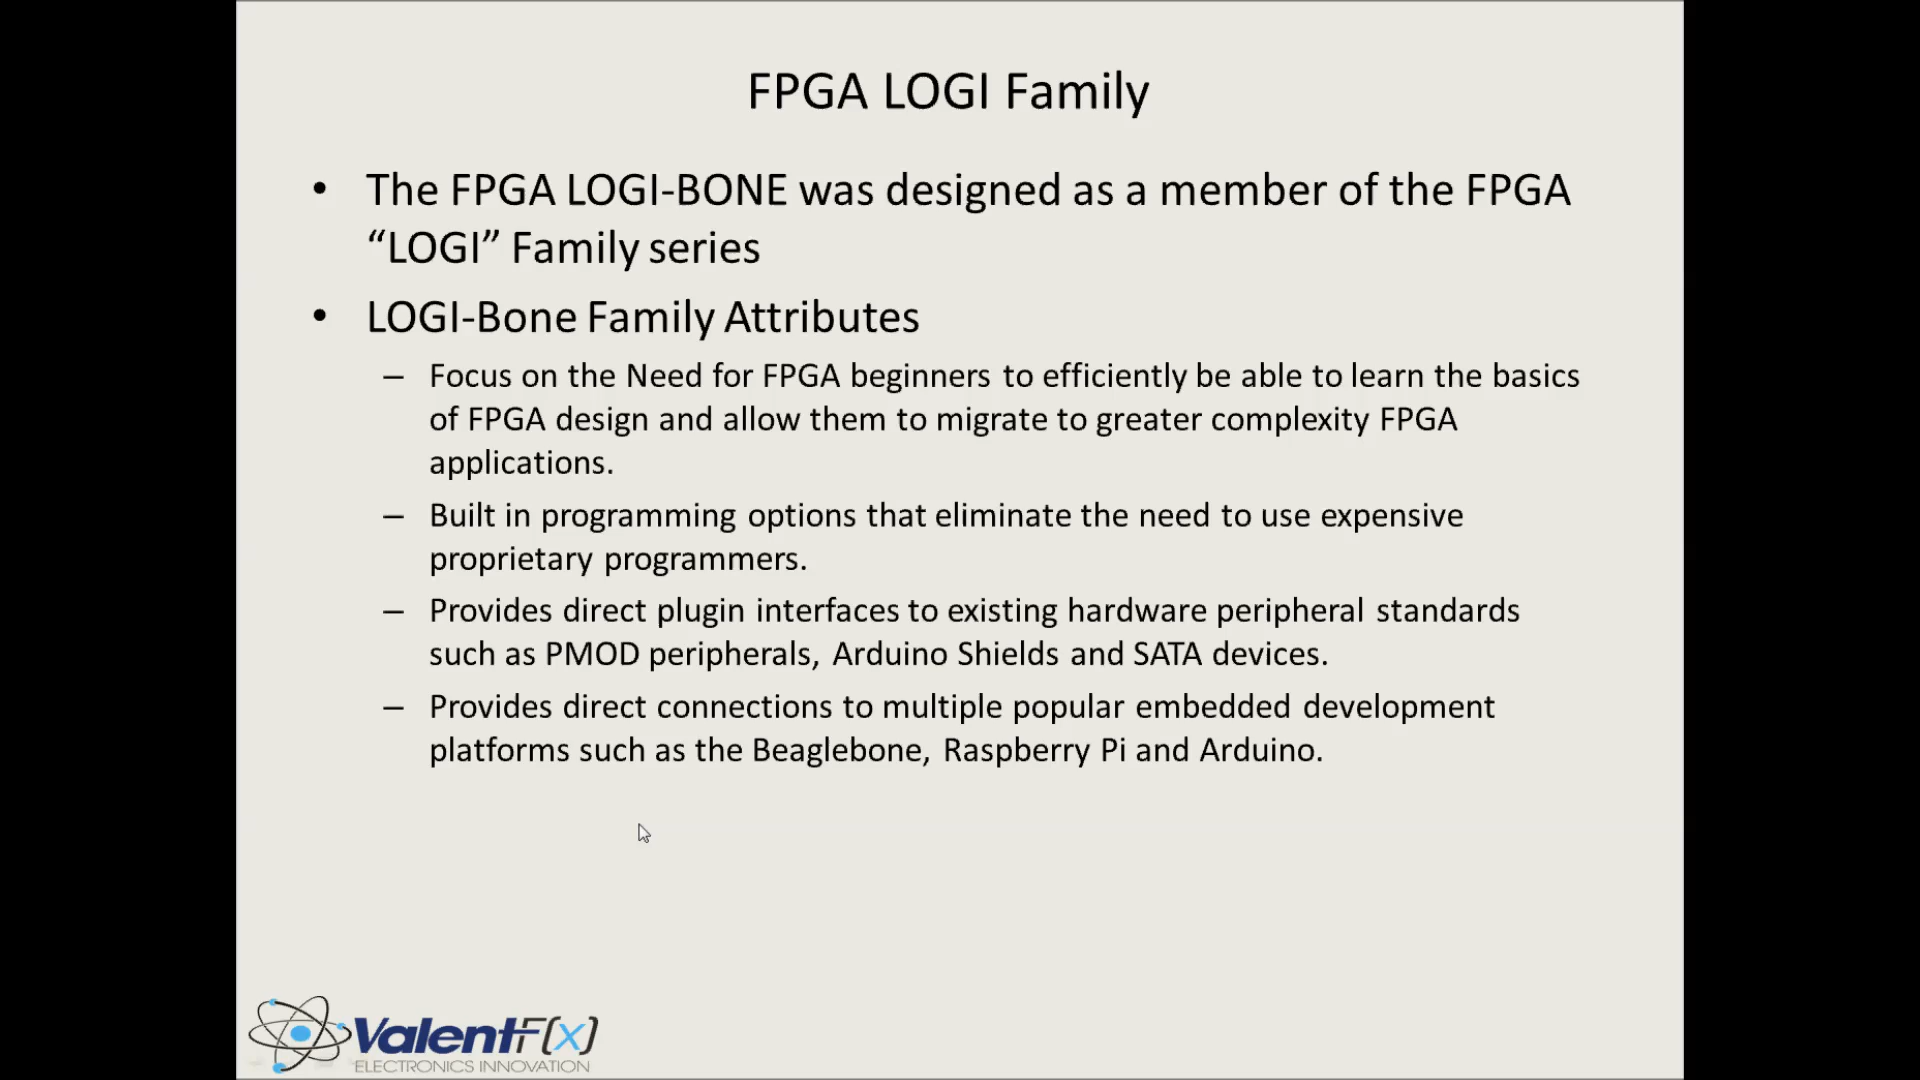 FPGA LOGI Family
• The FPGA LOGI-BONE was designed as a member of the FPGA
“LOGI” Family series
• LOGI-Bone Family Attributes
– Focus on the Need for FPGA beginners to efficiently be able to learn the basics
of FPGA design and allow them to migrate to greater complexity FPGA
applications.
– Built in programming options that eliminate the need to use expensive
proprietary programmers.
– Provides direct plugin interfaces to existing hardware peripheral standards
such as PMOD peripherals, Arduino Shields and SATA devices.
– Provides direct connections to multiple popular embedded development
platforms such as the Beaglebone, Raspberry Pi and Arduino.
ValentF(x)
ELECTRONICS INNOVATION